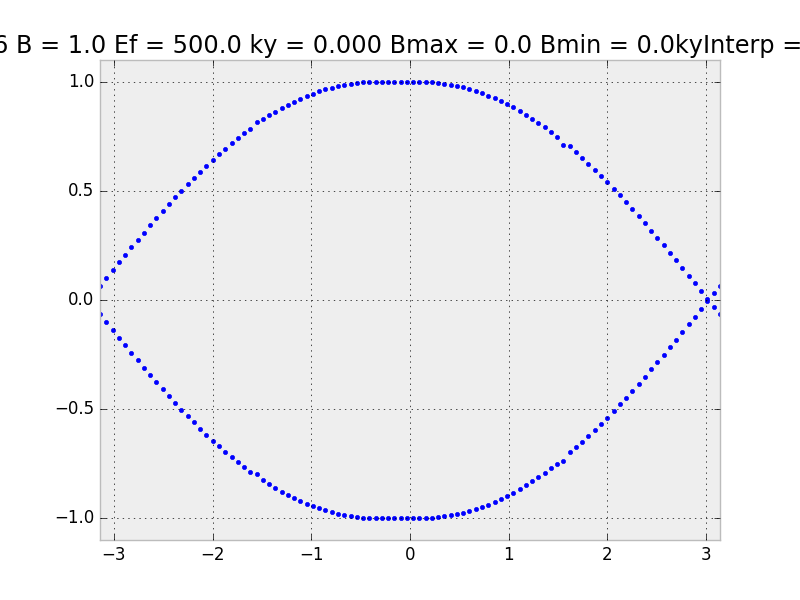 6 B = 1.0 Ef = 500.0 ky = 0.000 Bmax = 0.0 Bmin = 0.0kyInterp =
1.0
0.5
0.0
−0.5
−1.0
−3 −2 −1 0 1 2 3